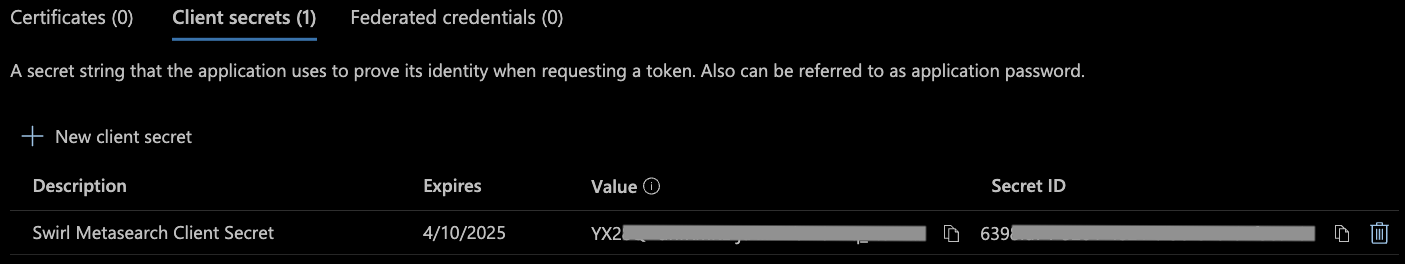 Certificates (0) Client secrets (1) Federated credentials (0)
A secret string that the application uses to prove its identity when requesting a token. Also can be referred to as application password.
New client secret
Description Expires Value Secret ID
Swirl Metasearch Client Secret 4/10/2025